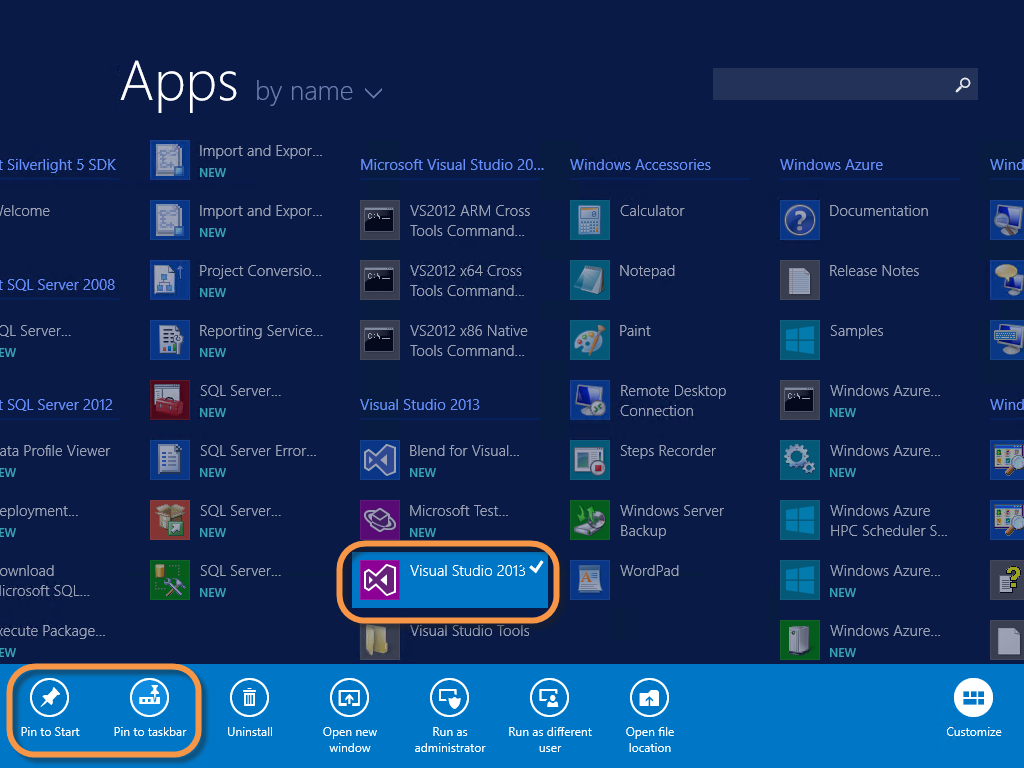 Apps by name
t Silverlight 5 SDK
Welcome
t SQL Server 2008
QL Server...
EW
t SQL Server 2012
ata Profile Viewer
eployment...
EW
ownload
icrosoft SQL...
xecute Package...
EW
Import and Expor...
NEW
Import and Expor...
NEW
Project Conversio...
NEW
Reporting Service...
NEW
SQL Server...
NEW
SQL Server Error...
NEW
SQL Server...
NEW
SQL Server...
NEW
Microsoft Visual Studio 20...
VS2012 ARM Cross
Tools Command...
VS2012 x64 Cross
Tools Command...
VS2012 x86 Native
Tools Command...
Visual Studio 2013
Blend for Visual...
NEW
Microsoft Test...
NEW
Visual Studio 2013
Visual Studio Tools
Windows Accessories
Calculator
Notepad
Paint
Remote Desktop
Connection
Steps Recorder
Windows Server
Backup
WordPad
Windows Azure
Documentation
Release Notes
Samples
Windows Azure...
NEW
Windows Azure...
NEW
Windows Azure
HPC Scheduler S...
Windows Azure...
NEW
Windows Azure...
NEW
Wind
Wind
Pin to Start
Pin to taskbar
Uninstall
Open new
window
Run as
administrator
Run as different
user
Open file
location
Customize